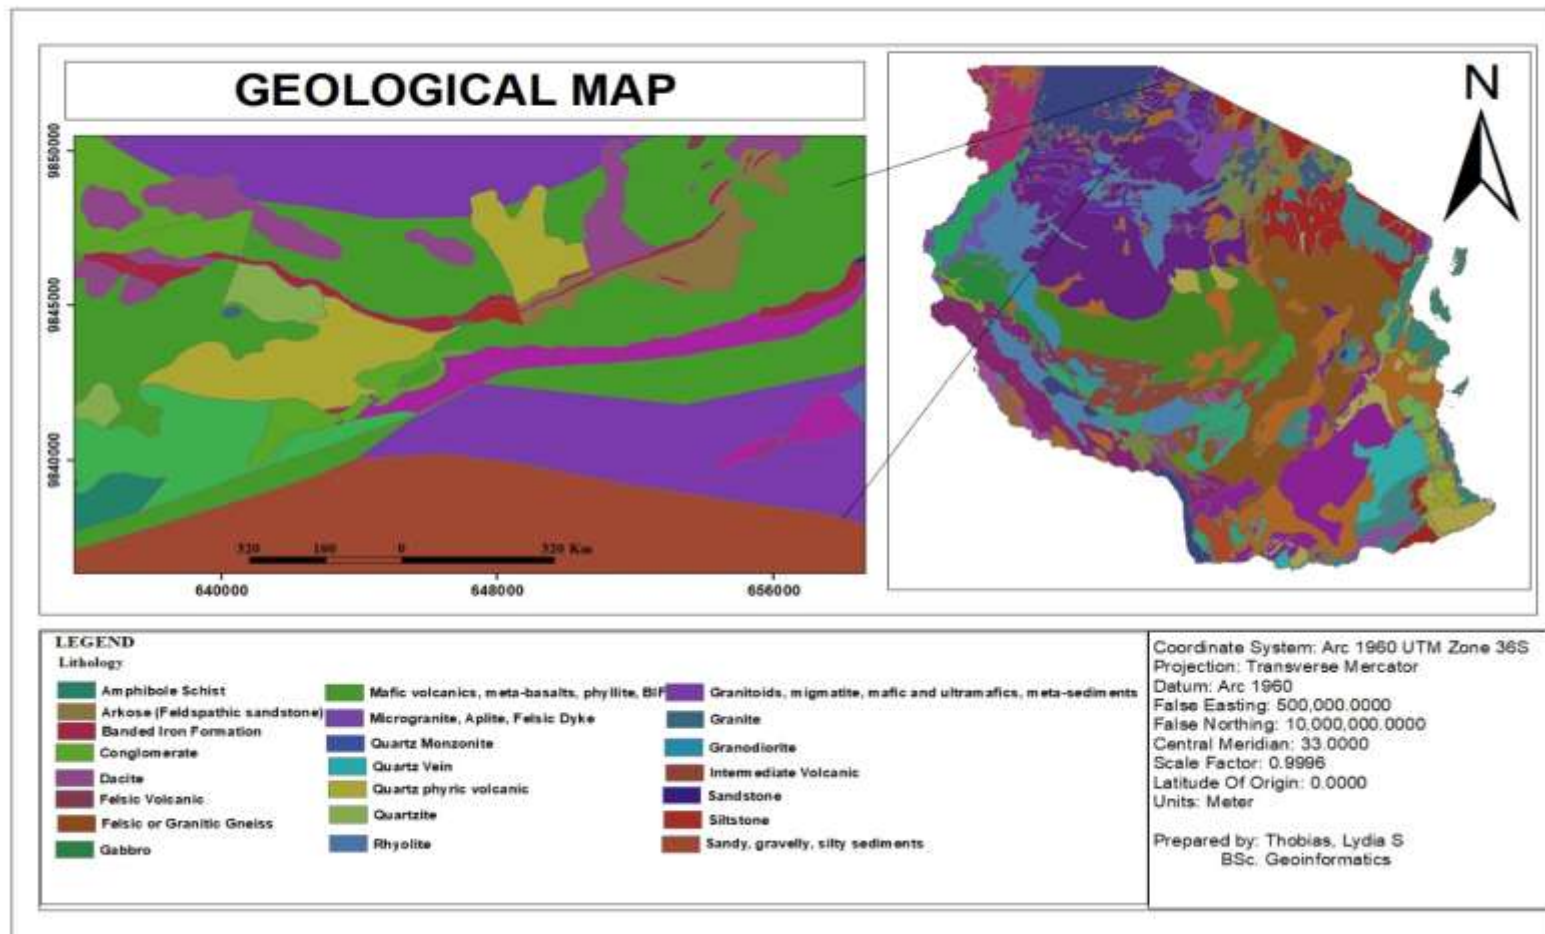 GEOLOGICAL MAP
N
9850000
9845000
9840000
320 160 0 320 Km
640000 648000 656000
LEGEND
Lithology
Amphibole Schist
Arkose (Feldspathic sandstone)
Banded Iron Formation
Conglomerate
Dacite
Felsic Volcanic
Felsic or Granitic Gneiss
Gabbro
Mafic volcanics, meta-basalts, phyllite, BIF
Microgranite, Aplite, Felsic Dyke
Quartz Monzonite
Quartz Vein
Quartz phyric volcanic
Quartzite
Rhyolite
Granitoids, migmatite, mafic and ultramafics, meta-sediments
Granite
Granodiorite
Intermediate Volcanic
Sandstone
Siltstone
Sandy, gravelly, silty sediments
Coordinate System: Arc 1960 UTM Zone 36S
Projection: Transverse Mercator
Datum: Arc 1960
False Easting: 500,000.0000
False Northing: 10,000,000.0000
Central Meridian: 33.0000
Scale Factor: 0.9996
Latitude Of Origin: 0.0000
Units: Meter
Prepared by: Thobias, Lydia S
BSc. Geoinformatics